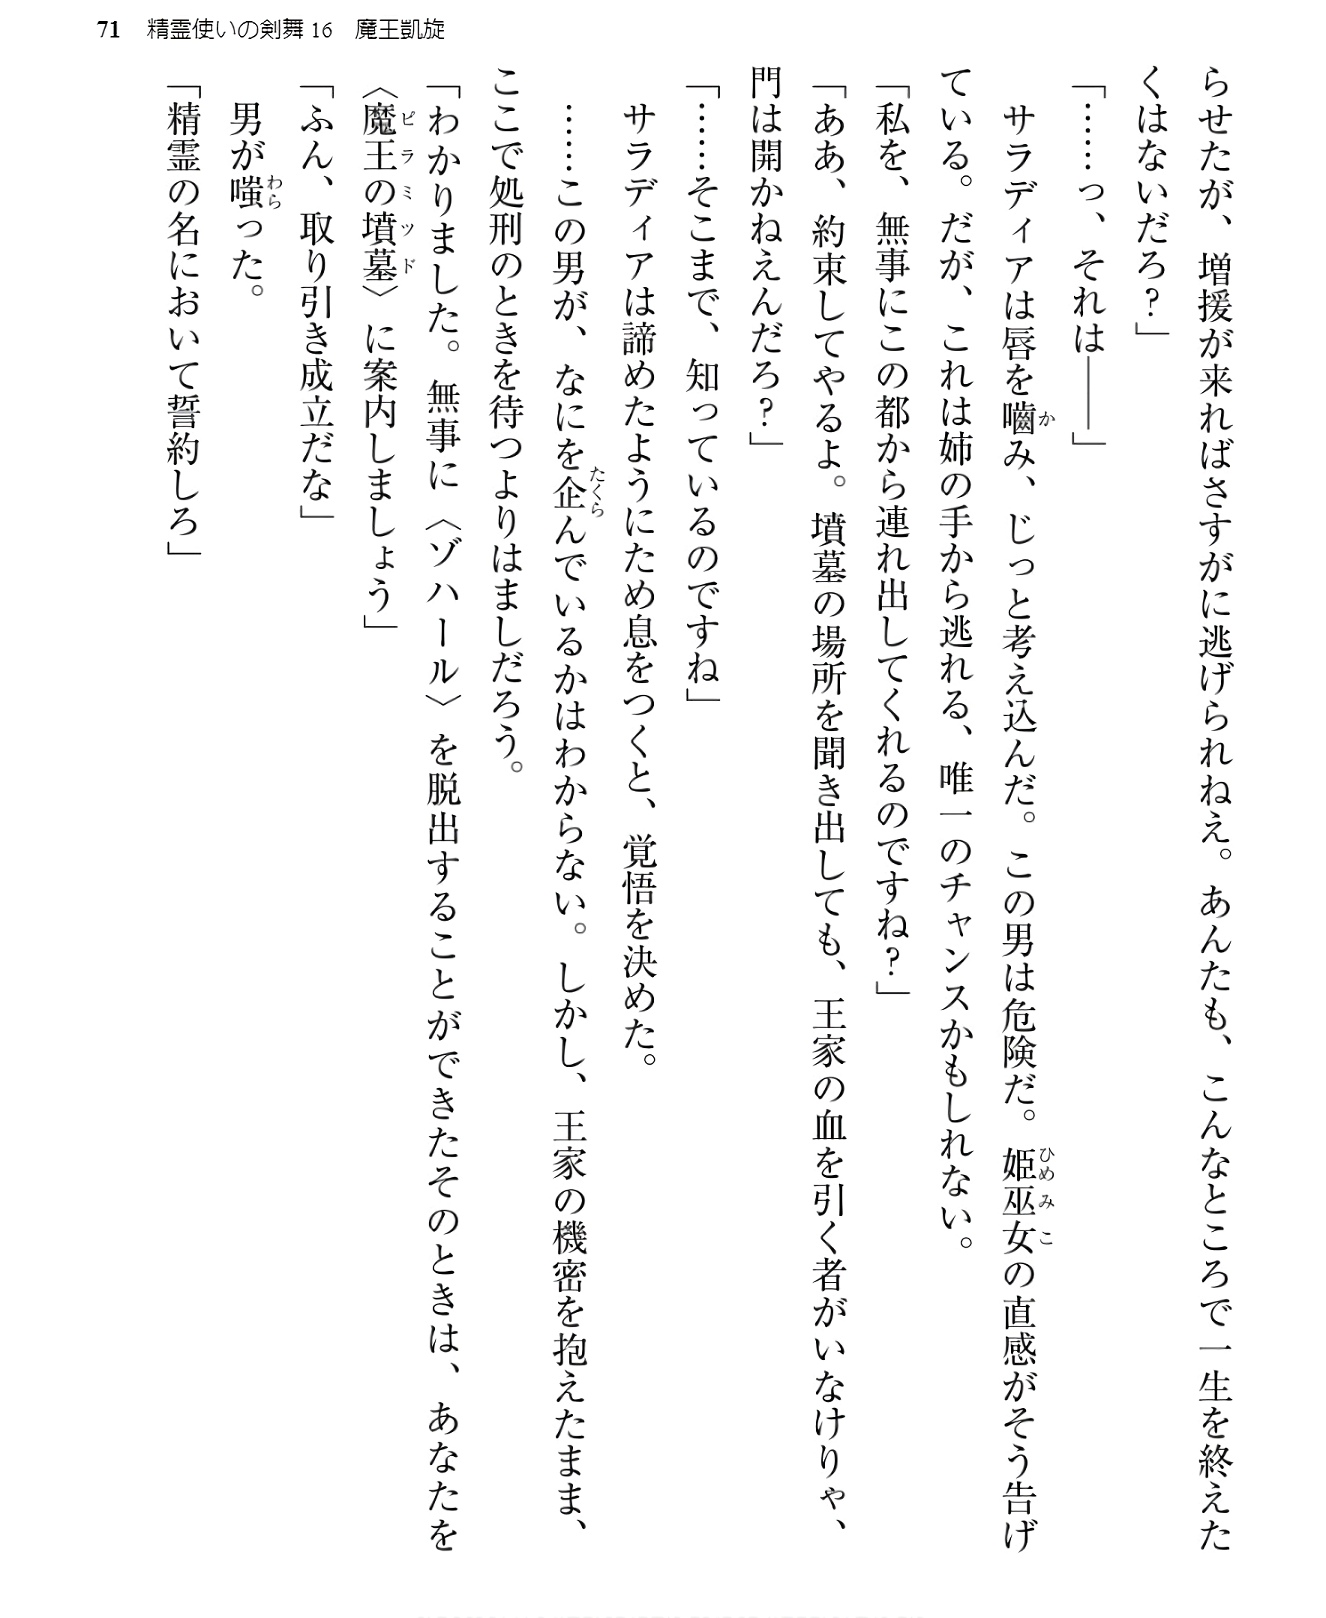 71　精霊使いの剣舞16　魔王凱旋
らせたが、増援が来ればさすがに逃げられねえ。あんたも、こんなところで一生を終えた
くはないだろ？」
「……っ、それは――」
　サラディアは唇を嚙み、じっと考え込んだ。この男は危険だ。姫巫女の直感がそう告げ
ている。だが、これは姉の手から逃れる、唯一のチャンスかもしれない。
「私を、無事にこの都から連れ出してくれるのですね？」
「ああ、約束してやるよ。墳墓の場所を聞き出しても、王家の血を引く者がいなけりゃ、
門は開かねえんだろ？」
「……そこまで、知っているのですね」
　サラディアは諦めたようにため息をつくと、覚悟を決めた。
　……この男が、なにを企んでいるかはわからない。しかし、王家の機密を抱えたまま、
ここで処刑のときを待つよりはましだろう。
「わかりました。無事に〈ゾハール〉を脱出することができたそのときは、あなたを
〈魔王の墳墓〉に案内しましょう」
「ふん、取り引き成立だな」
　男が嗤った。
「精霊の名において誓約しろ」
か
ひめみこ
たくら
ピラミッド
わら